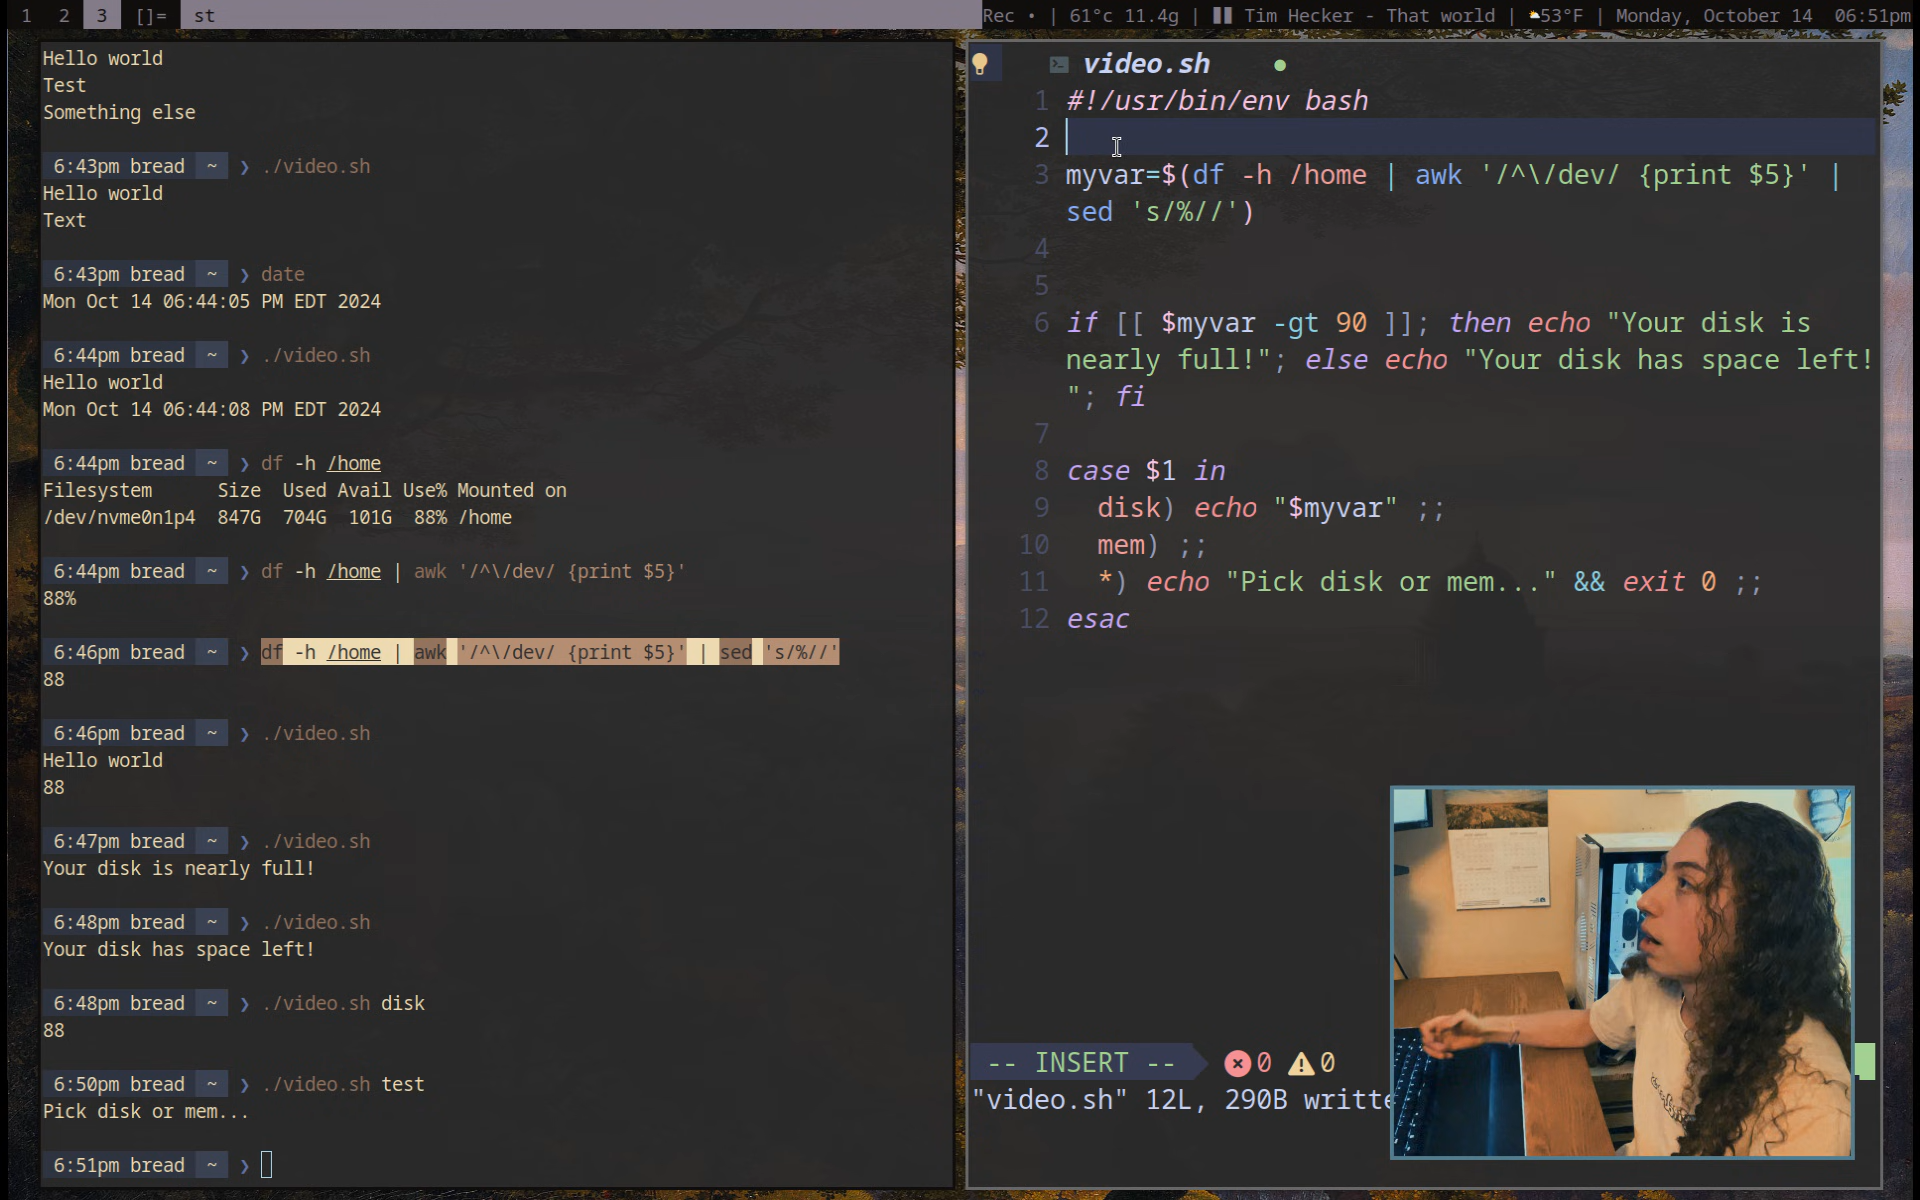 1 2 3 []= st Rec • | 61°c 11.4g | Tim Hecker - That world | 53°F | Monday, October 14 06:51pm
Hello world
Test
Something else
6:43pm bread ~ ❯ ./video.sh
Hello world
Text
6:43pm bread ~ ❯ date
Mon Oct 14 06:44:05 PM EDT 2024
6:44pm bread ~ ❯ ./video.sh
Hello world
Mon Oct 14 06:44:08 PM EDT 2024
6:44pm bread ~ ❯ df -h /home
Filesystem Size Used Avail Use% Mounted on
/dev/nvme0n1p4 847G 704G 101G 88% /home
6:44pm bread ~ ❯ df -h /home | awk '/^\/dev/ {print $5}'
88%
6:46pm bread ~ ❯ df -h /home | awk '/^\/dev/ {print $5}' | sed 's/%//'
88
6:46pm bread ~ ❯ ./video.sh
Hello world
88
6:47pm bread ~ ❯ ./video.sh
Your disk is nearly full!
6:48pm bread ~ ❯ ./video.sh
Your disk has space left!
6:48pm bread ~ ❯ ./video.sh disk
88
6:50pm bread ~ ❯ ./video.sh test
Pick disk or mem...
6:51pm bread ~ ❯
video.sh ●
1 #!/usr/bin/env bash
2
3 myvar=$(df -h /home | awk '/^\/dev/ {print $5}' |
sed 's/%//')
4
5
6 if [[ $myvar -gt 90 ]]; then echo "Your disk is
nearly full!"; else echo "Your disk has space left!
"; fi
7
8 case $1 in
9 disk) echo "$myvar" ;;
10 mem) ;;
11 *) echo "Pick disk or mem..." && exit 0 ;;
12 esac
-- INSERT -- 0 0
"video.sh" 12L, 290B writte